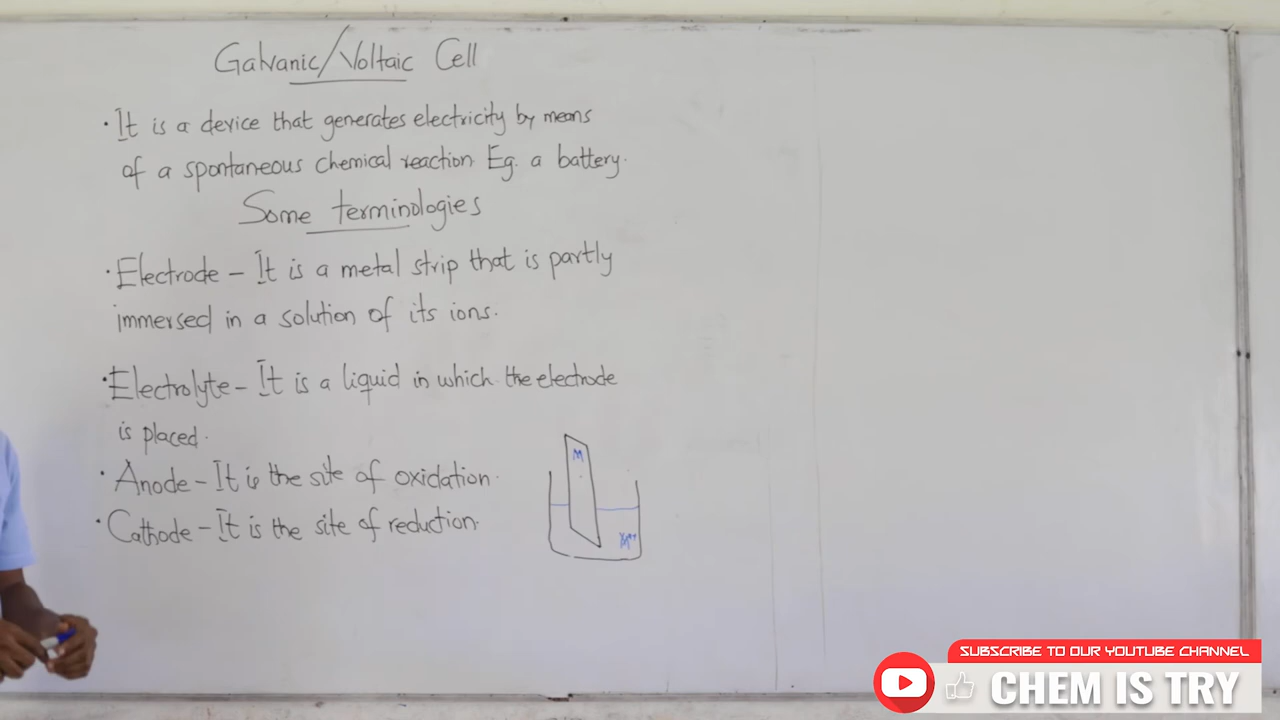 Galvanic/Voltaic Cell
· It is a device that generates electricity by means
of a spontaneous chemical reaction. Eg. a battery.
Some terminologies
· Electrode - It is a metal strip that is partly
immersed in a solution of its ions.
· Electrolyte - It is a liquid in which the electrode
is placed.
· Anode - It is the site of oxidation.
· Cathode - It is the site of reduction.
M
SUBSCRIBE TO OUR YOUTUBE CHANNEL
CHEM IS TRY